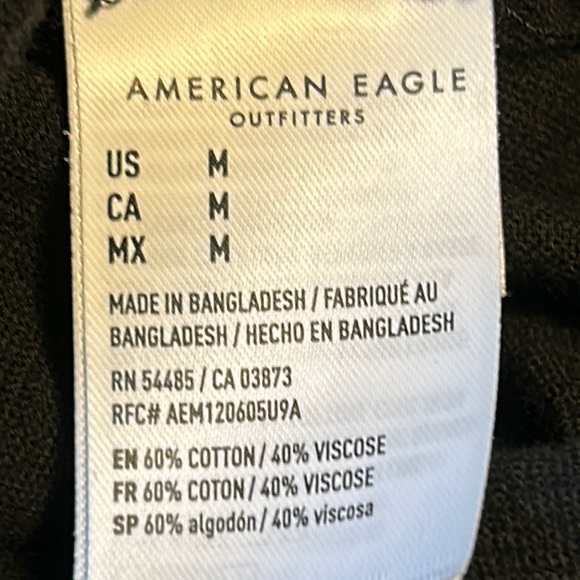 AMERICAN EAGLE
OUTFITTERS
US M
CA M
MX M
MADE IN BANGLADESH / FABRIQUÉ AU
BANGLADESH / HECHO EN BANGLADESH
RN 54485 / CA 03873
RFC# AEM120605U9A
EN 60% COTTON / 40% VISCOSE
FR 60% COTON / 40% VISCOSE
SP 60% algodón / 40% viscosa